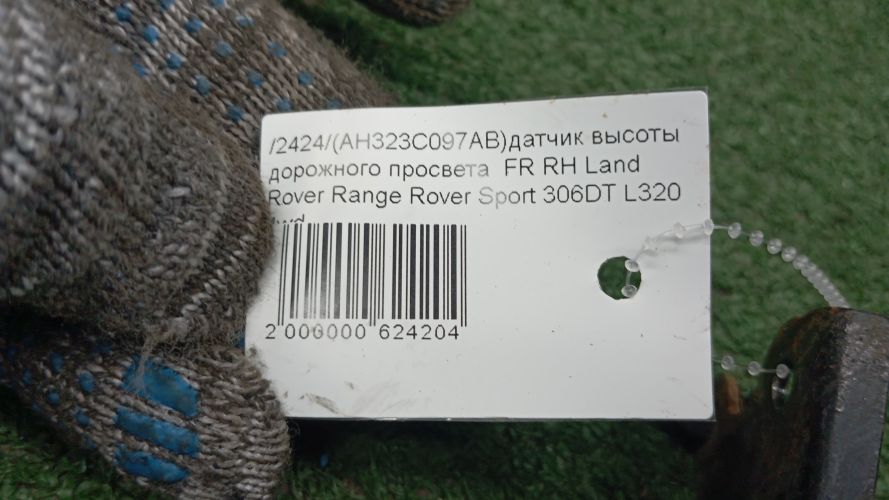 /2424/(AH323C097AB)датчик высоты
дорожного просвета FR RH Land
Rover Range Rover Sport 306DT L320
2 000000 624204